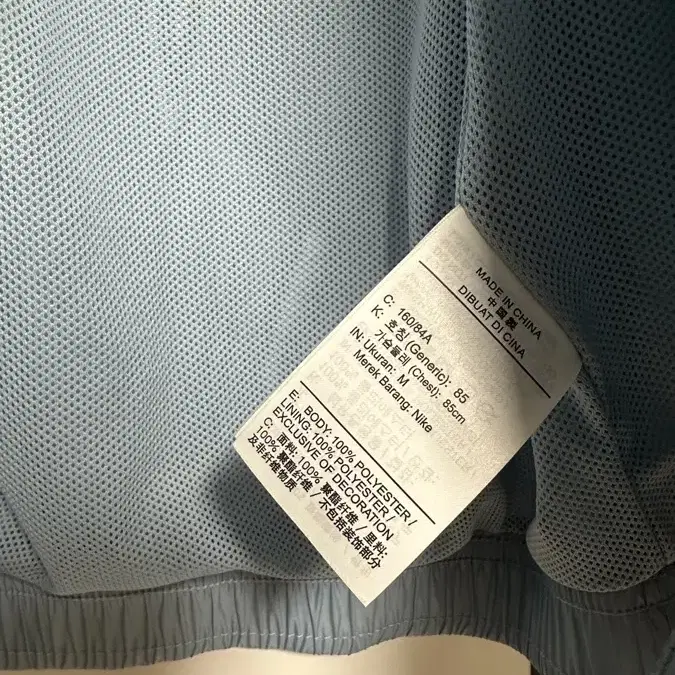 MADE IN CHINA
中国製
DIBUAT DI CINA
C: 160/84A
K: 호칭 (Generic): 85
가슴둘레 (Chest): 85cm
IN: Ukuran: M
Merek Barang: Nike
E: BODY: 100% POLYESTER /
LINING: 100% POLYESTER /
EXCLUSIVE OF DECORATION
C: 面料: 100% 聚酯纤维 / 里料:
100% 聚酯纤维 / 不包括装饰部分
及非纤维物质